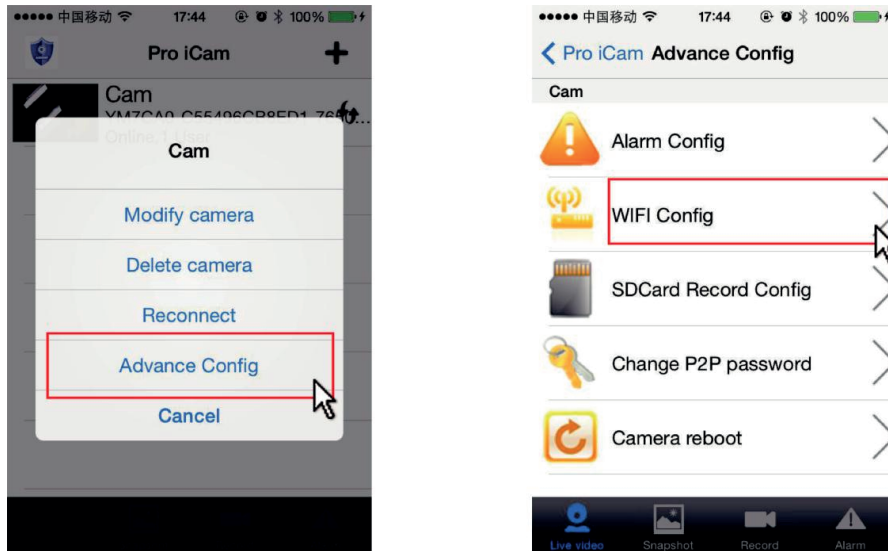 中国移动 17:44 100%
Pro iCam
Cam
Online, 1 User
Cam
Modify camera
Delete camera
Reconnect
Advance Config
Cancel
中国移动 17:44 100%
Pro iCam Advance Config
Cam
Alarm Config
WIFI Config
SDCard Record Config
Change P2P password
Camera reboot
Live video Snapshot Record Alarm